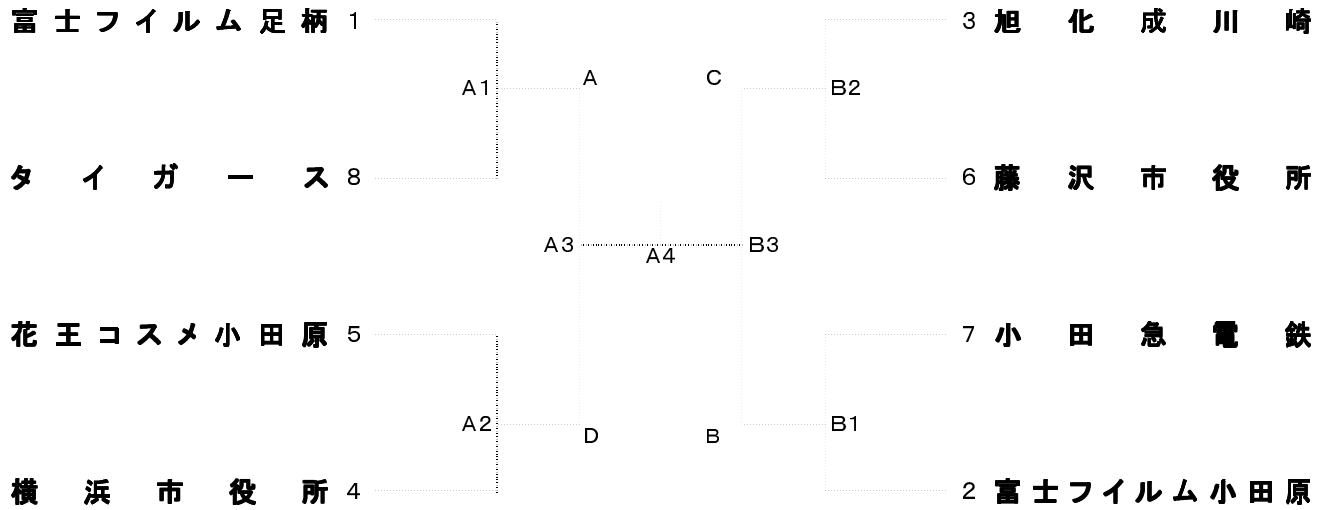 富士フイルム足柄 1 3 旭化成川崎
A1 A C B2
タイガース 8 6 藤沢市役所
A3 A4 B3
花王コスメ小田原 5 7 小田急電鉄
A2 D B B1
横浜市役所 4 2 富士フイルム小田原